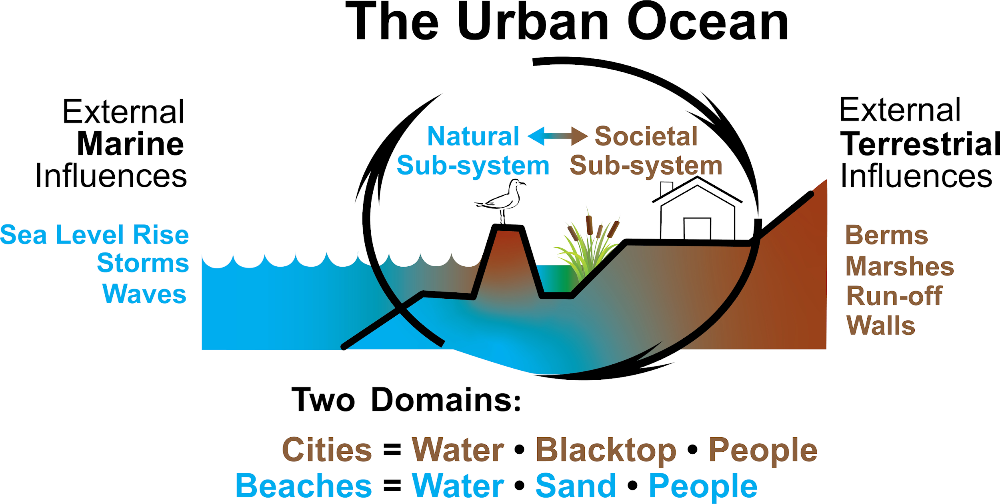 The Urban Ocean
External
Marine
Influences
Sea Level Rise
Storms
Waves
Natural
Sub-system
Societal
Sub-system
External
Terrestrial
Influences
Berms
Marshes
Run-off
Walls
Two Domains:
Cities = Water • Blacktop • People
Beaches = Water • Sand • People